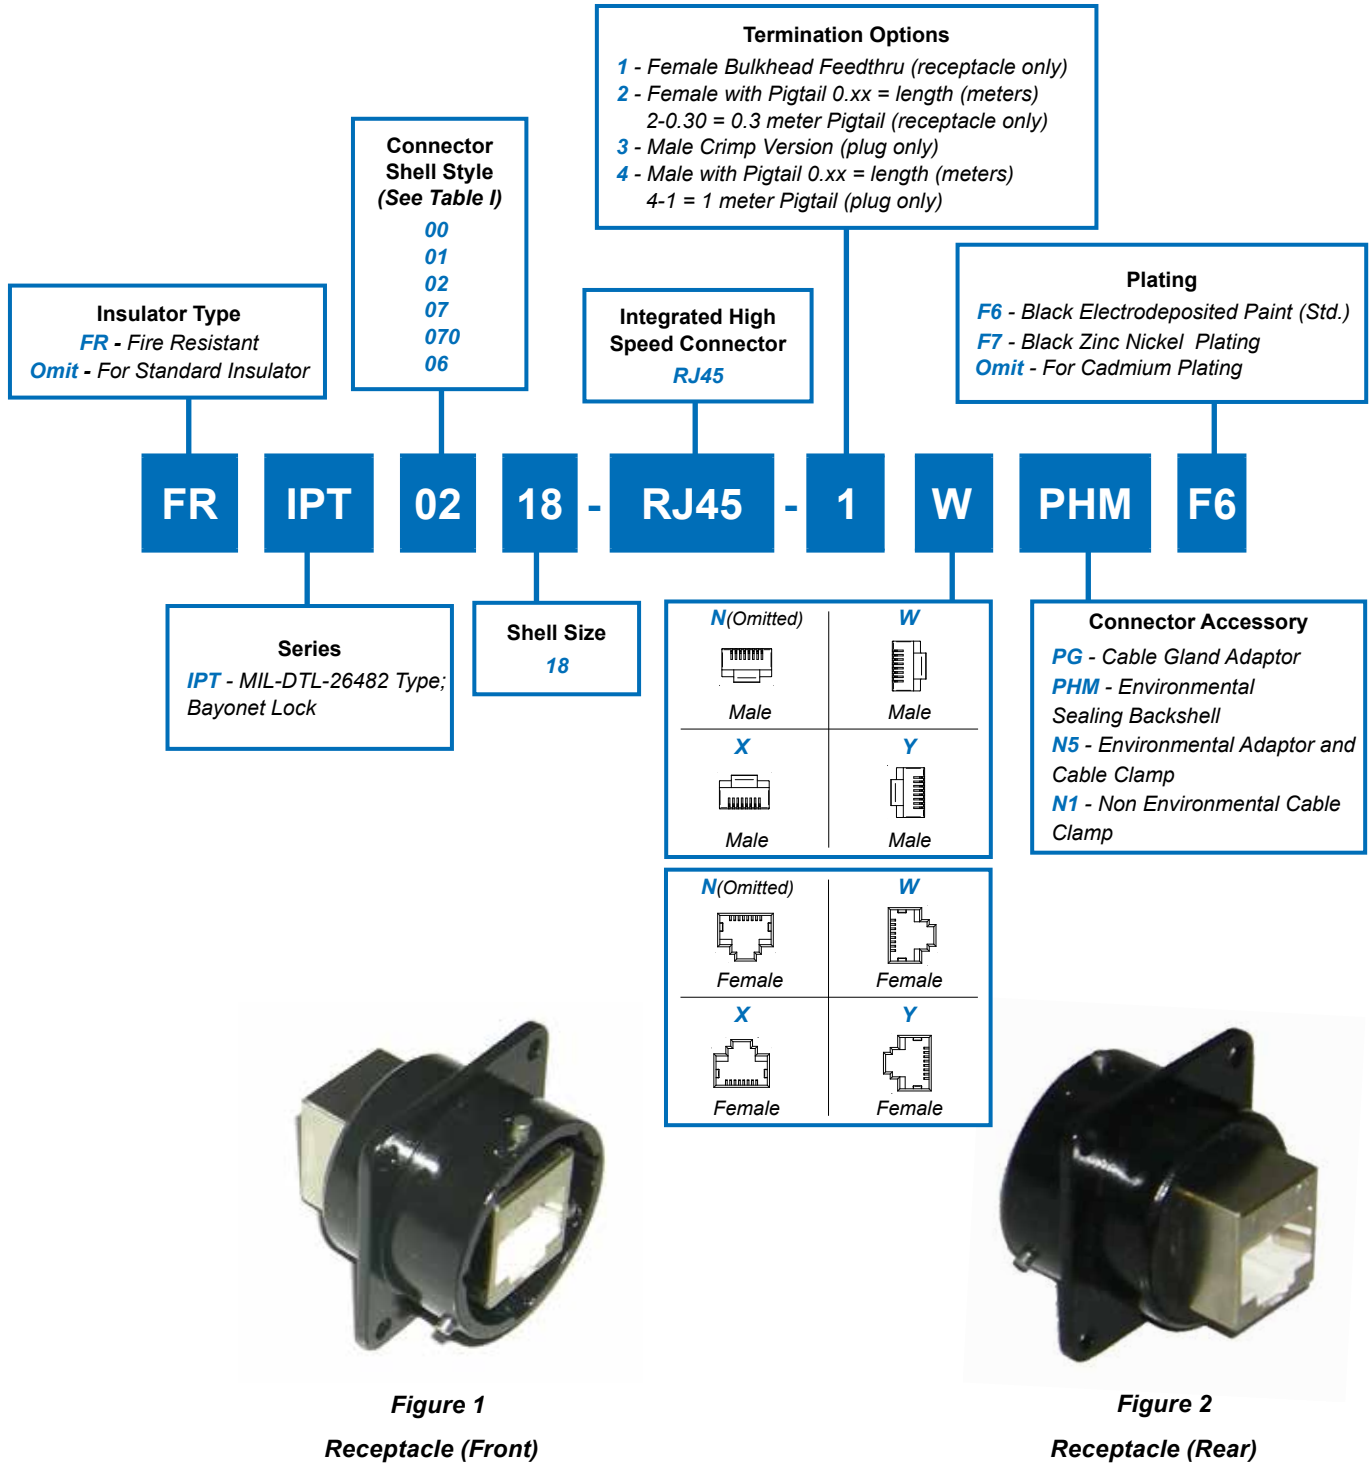 Termination Options
1 - Female Bulkhead Feedthru (receptacle only)
2 - Female with Pigtail 0.xx = length (meters)
2-0.30 = 0.3 meter Pigtail (receptacle only)
3 - Male Crimp Version (plug only)
4 - Male with Pigtail 0.xx = length (meters)
4-1 = 1 meter Pigtail (plug only)
Connector
Shell Style
(See Table I)
00
01
02
07
070
06
Insulator Type
FR - Fire Resistant
Omit - For Standard Insulator
Integrated High
Speed Connector
RJ45
Plating
F6 - Black Electrodeposited Paint (Std.)
F7 - Black Zinc Nickel Plating
Omit - For Cadmium Plating
FR IPT 02 18 - RJ45 - 1 W PHM F6
Series
IPT - MIL-DTL-26482 Type;
Bayonet Lock
Shell Size
18
N(Omitted) W
Male Male
X Y
Male Male
N(Omitted) W
Female Female
X Y
Female Female
Connector Accessory
PG - Cable Gland Adaptor
PHM - Environmental
Sealing Backshell
N5 - Environmental Adaptor and
Cable Clamp
N1 - Non Environmental Cable
Clamp
Figure 1
Receptacle (Front)
Figure 2
Receptacle (Rear)